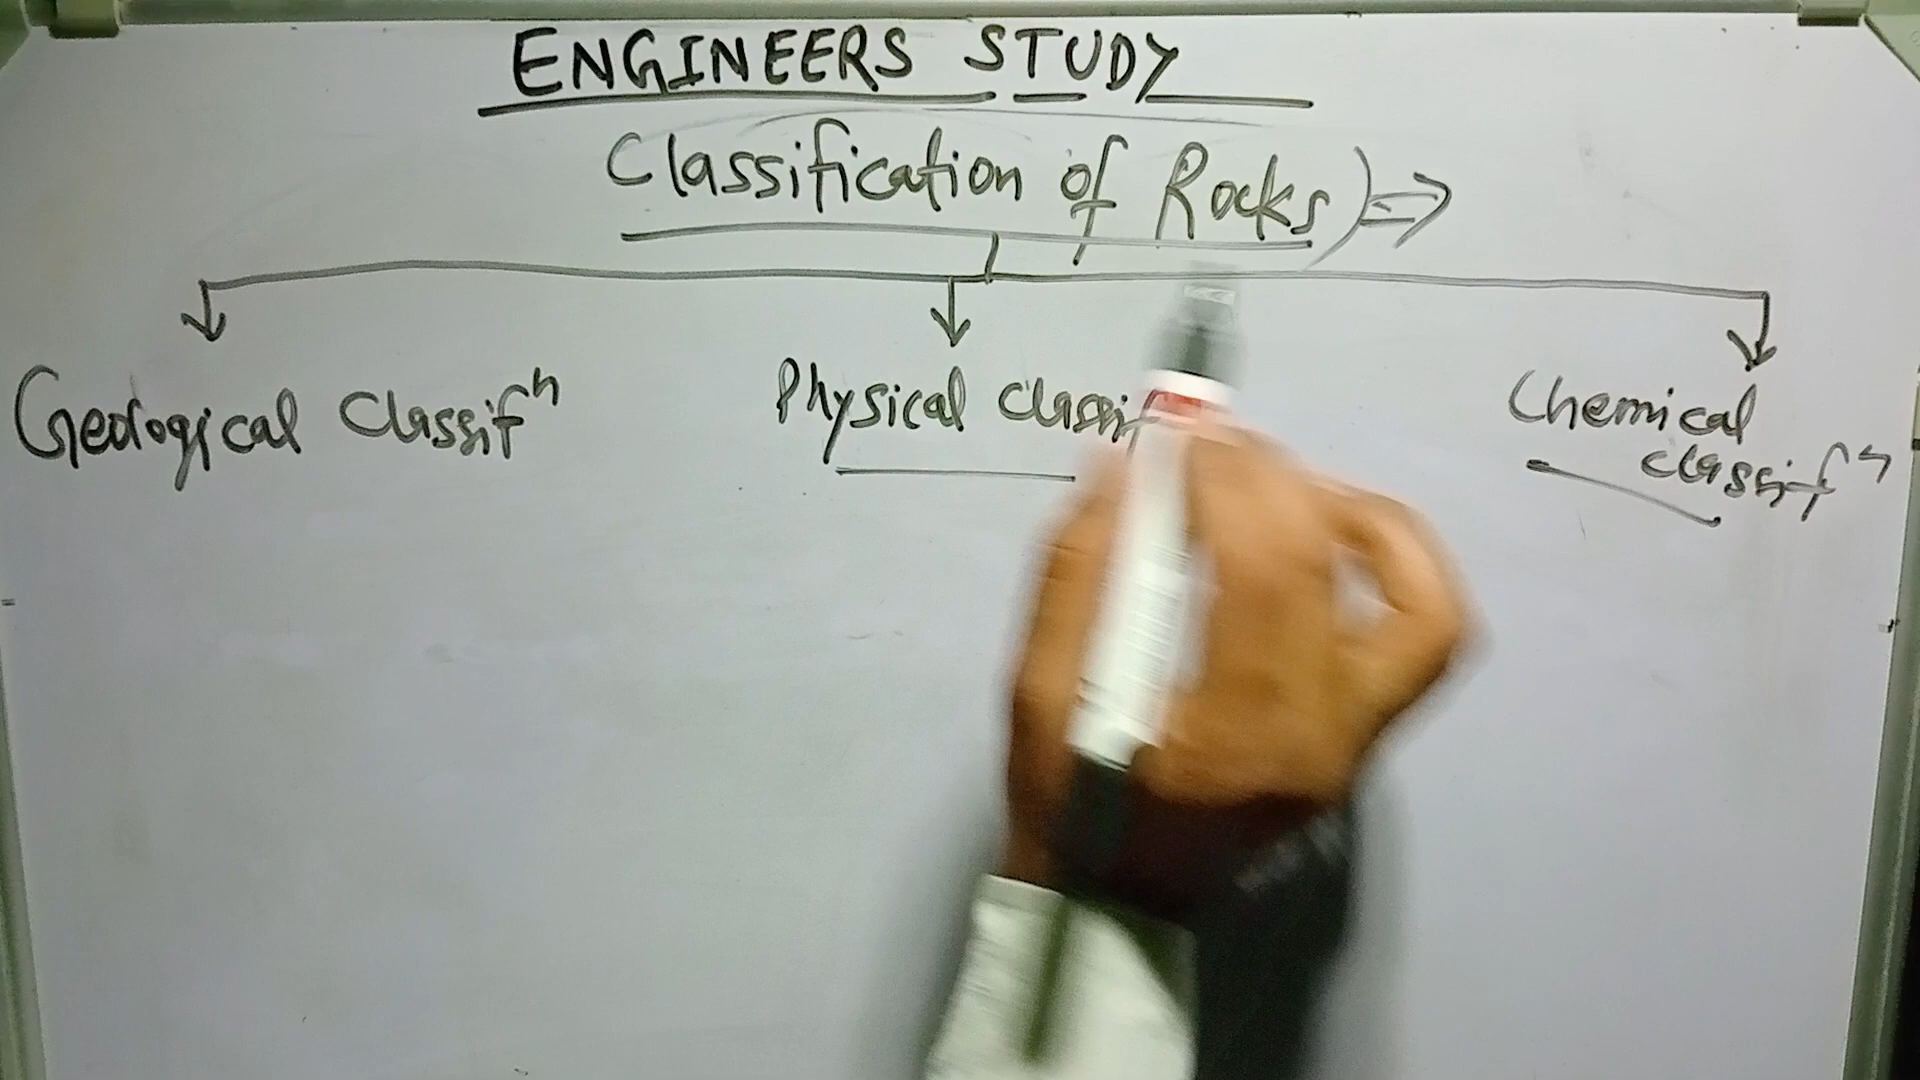 ENGINEERS STUDY
Classification of Rocks) ⇒
Geological Classifⁿ
Physical Classif
Chemical
classifⁿ